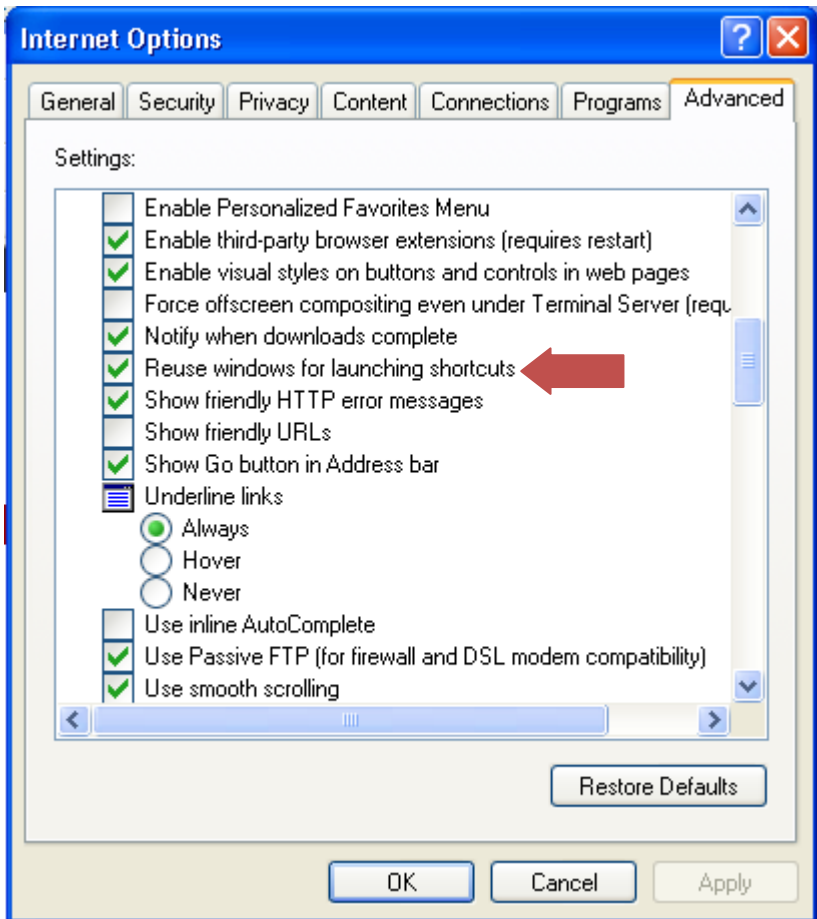 Internet Options
General Security Privacy Content Connections Programs Advanced
Settings:
Enable Personalized Favorites Menu
Enable third-party browser extensions (requires restart)
Enable visual styles on buttons and controls in web pages
Force offscreen compositing even under Terminal Server (requ
Notify when downloads complete
Reuse windows for launching shortcuts
Show friendly HTTP error messages
Show friendly URLs
Show Go button in Address bar
Underline links
Always
Hover
Never
Use inline AutoComplete
Use Passive FTP (for firewall and DSL modem compatibility)
Use smooth scrolling
Restore Defaults
OK Cancel Apply